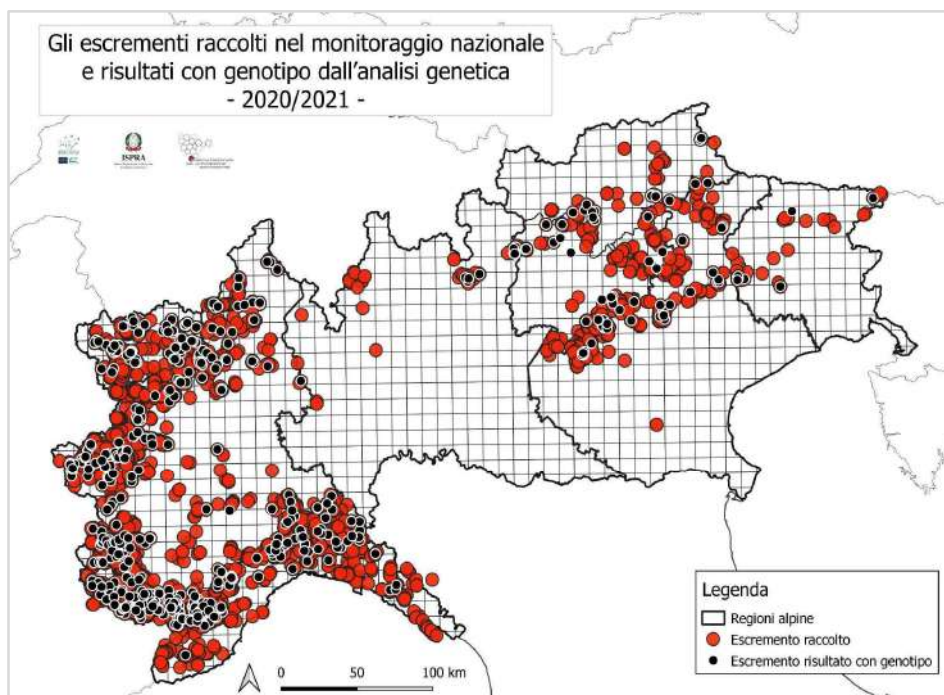 Gli escrementi raccolti nel monitoraggio nazionale
e risultati con genotipo dall'analisi genetica
- 2020/2021 -
ISPRA
Legenda
Regioni alpine
Escremento raccolto
Escremento risultato con genotipo
0 50 100 km